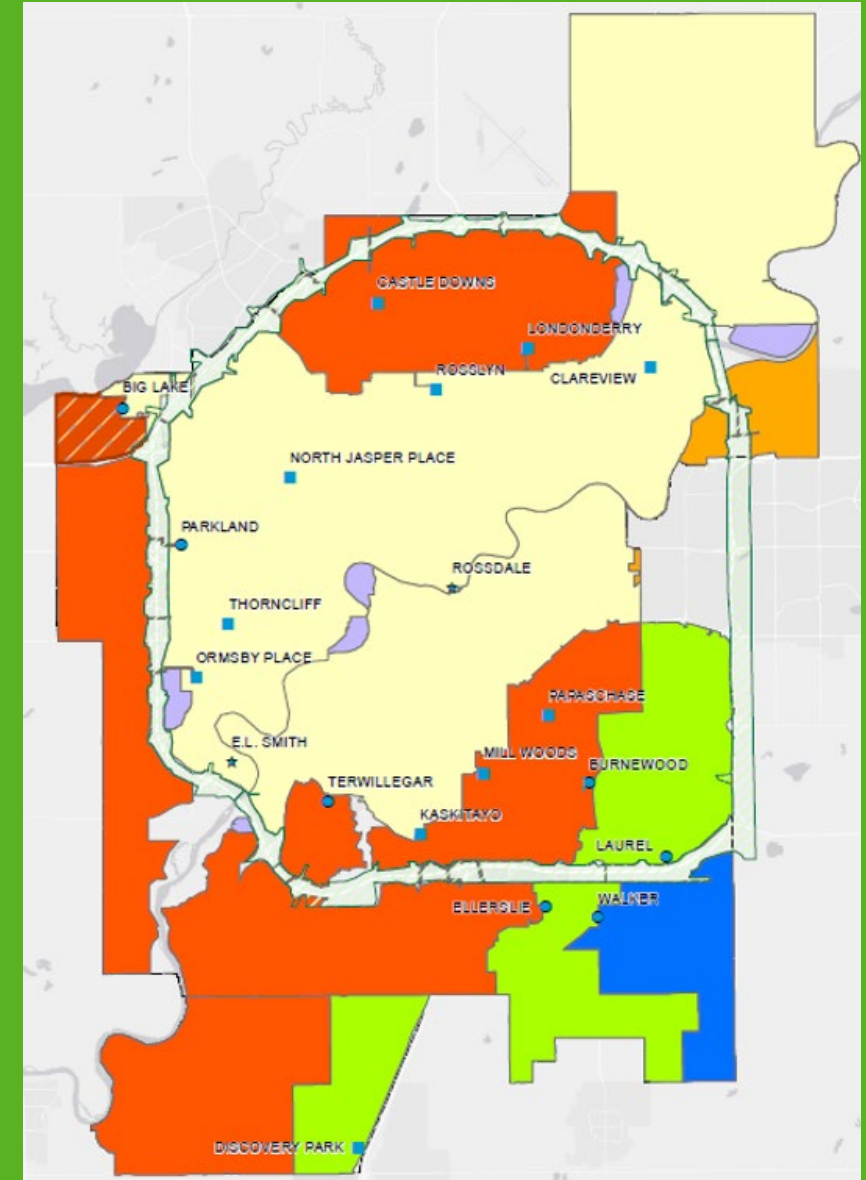 CASTLE DOWNS
LONDONDERRY
ROSSLYN
CLAREVIEW
BIG LAKE
NORTH JASPER PLACE
PARKLAND
ROSSDALE
THORNCLIFF
ORMSBY PLACE
PAPASCHASE
E.L. SMITH
MILL WOODS
BURNEWOOD
TERWILLEGAR
KASKITAYO
LAUREL
ELLERSLIE
WALKER
DISCOVERY PARK